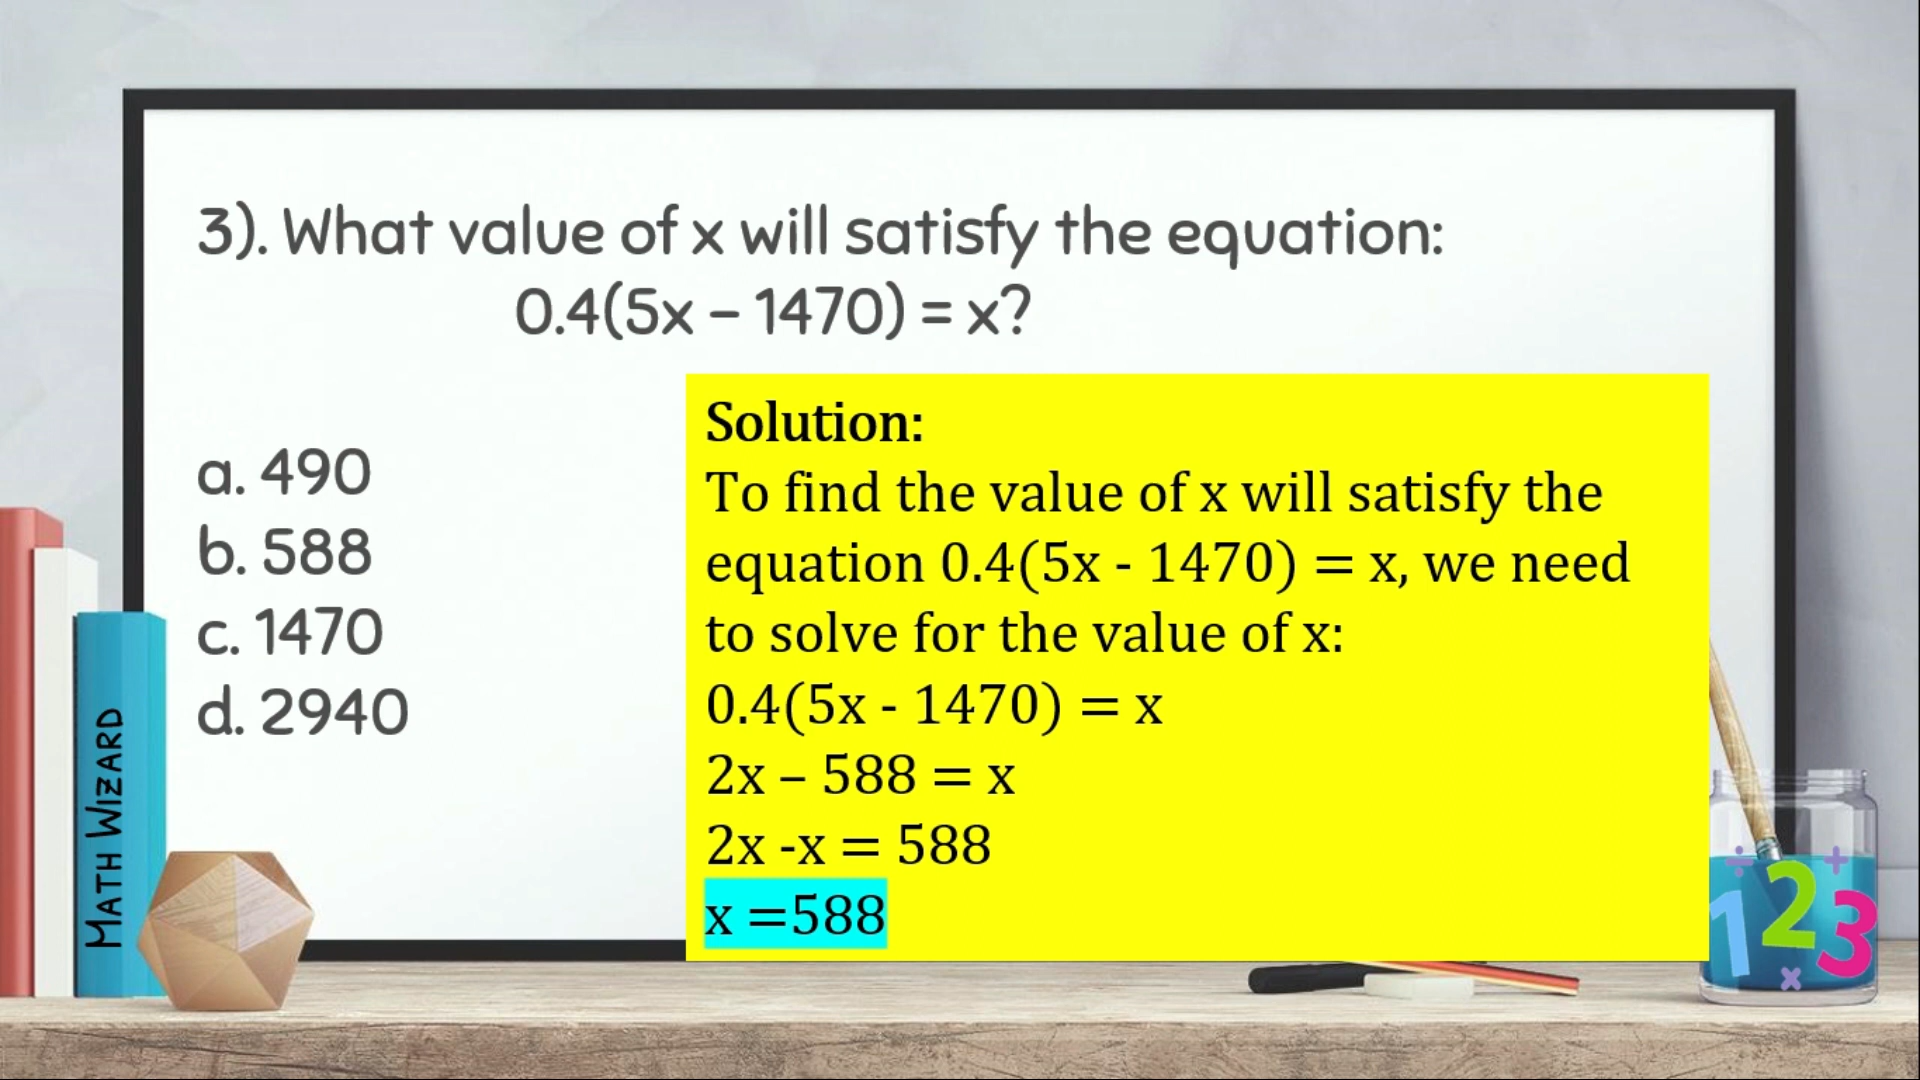 3). What value of x will satisfy the equation:
0.4(5x – 1470) = x?
a. 490
b. 588
c. 1470
d. 2940
Solution:
To find the value of x will satisfy the
equation 0.4(5x - 1470) = x, we need
to solve for the value of x:
0.4(5x - 1470) = x
2x – 588 = x
2x -x = 588
x =588
MATH WIZARD
÷ +
123
x